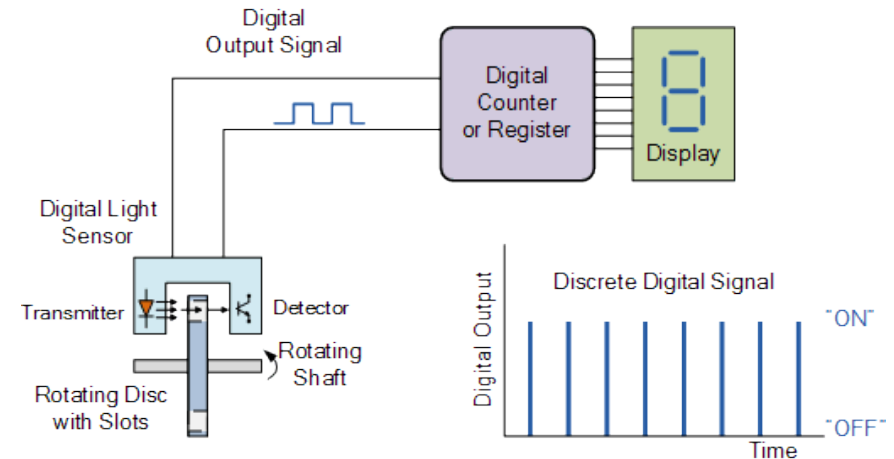 Digital
Output Signal
Digital
Counter
or Register
Display
Digital Light
Sensor
Transmitter
Detector
Rotating
Shaft
Rotating Disc
with Slots
Discrete Digital Signal
Digital Output
"ON"
"OFF"
Time